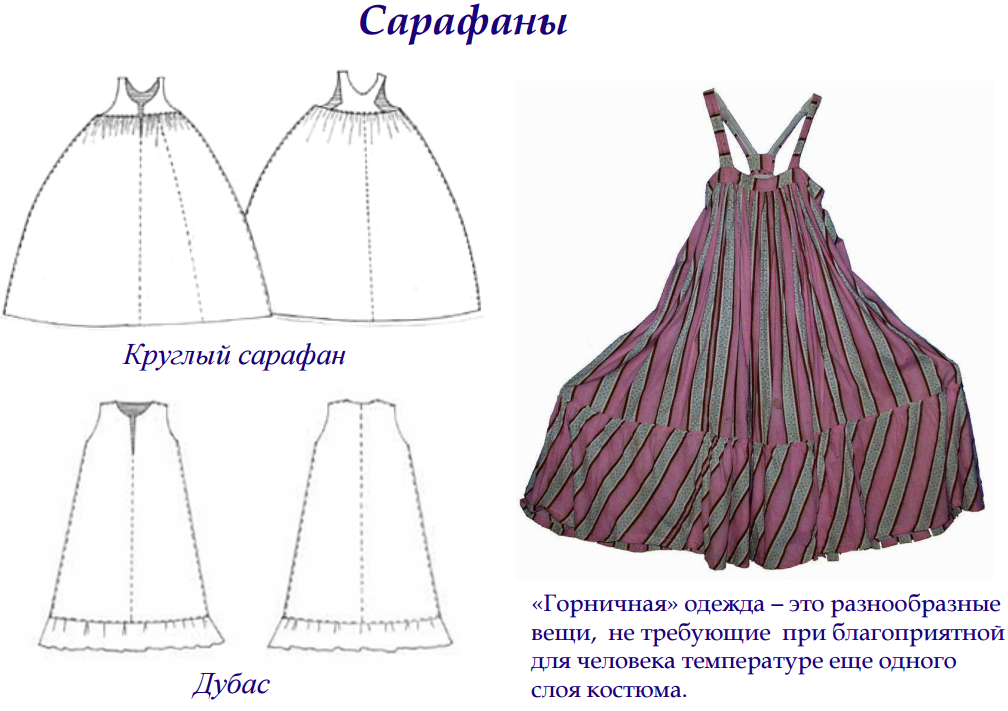 Сарафаны
Круглый сарафан
Дубас
«Горничная» одежда – это разнообразные
вещи, не требующие при благоприятной
для человека температуре еще одного
слоя костюма.